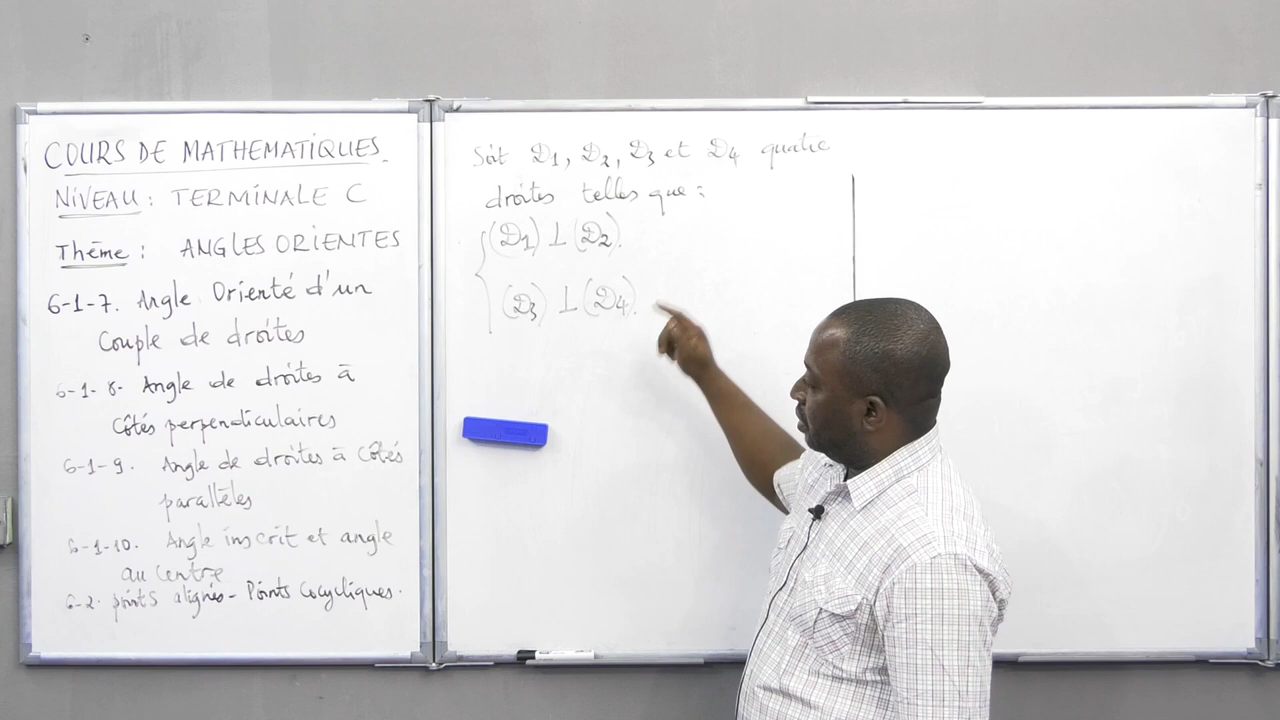 COURS DE MATHEMATIQUES
NIVEAU : TERMINALE C
Thème : ANGLES ORIENTES
6-1-7. Angle Orienté d'un
Couple de droites
6-1-8- Angle de droites à
Côtés perpendiculaires
6-1-9. Angle de droites à Côtés
parallèles
6-1-10. Angle inscrit et angle
au Centre
6-2. points alignés - Points Cocycliques.
Soit D1, D2, D3 et D4 quatre
droites telles que :
(D1) ⊥ (D2).
(D3) ⊥ (D4).